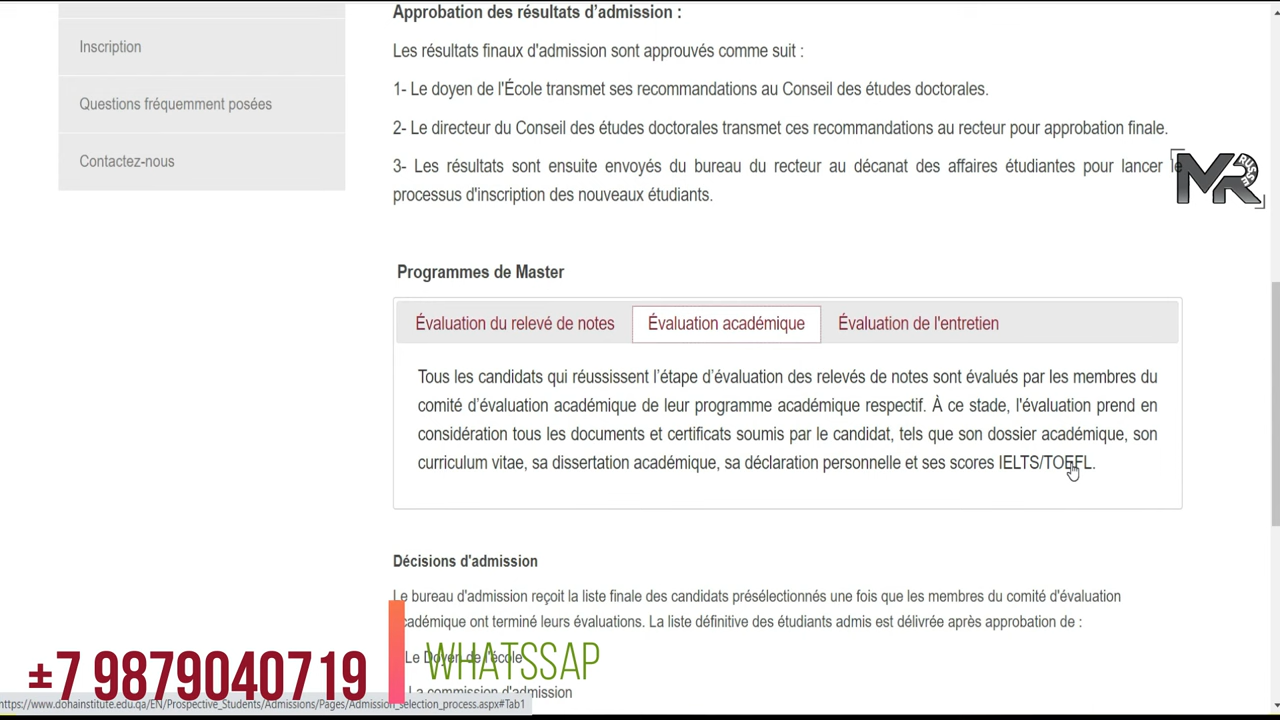 Inscription
Questions fréquemment posées
Contactez-nous
Approbation des résultats d'admission :
Les résultats finaux d'admission sont approuvés comme suit :
1- Le doyen de l'École transmet ses recommandations au Conseil des études doctorales.
2- Le directeur du Conseil des études doctorales transmet ces recommandations au recteur pour approbation finale.
3- Les résultats sont ensuite envoyés du bureau du recteur au décanat des affaires étudiantes pour lancer le
processus d'inscription des nouveaux étudiants.
MR
RUSSIE
Programmes de Master
Évaluation du relevé de notes Évaluation académique Évaluation de l'entretien
Tous les candidats qui réussissent l'étape d'évaluation des relevés de notes sont évalués par les membres du
comité d'évaluation académique de leur programme académique respectif. À ce stade, l'évaluation prend en
considération tous les documents et certificats soumis par le candidat, tels que son dossier académique, son
curriculum vitae, sa dissertation académique, sa déclaration personnelle et ses scores IELTS/TOEFL.
Décisions d'admission
Le bureau d'admission reçoit la liste finale des candidats présélectionnés une fois que les membres du comité d'évaluation
académique ont terminé leurs évaluations. La liste définitive des étudiants admis est délivrée après approbation de :
Le Doyen de l'école
La commission d'admission
±7 9879040719
WHATSSAP
https://www.dohainstitute.edu.qa/EN/Prospective_Students/Admissions/Pages/Admission_selection_process.aspx#Tab1